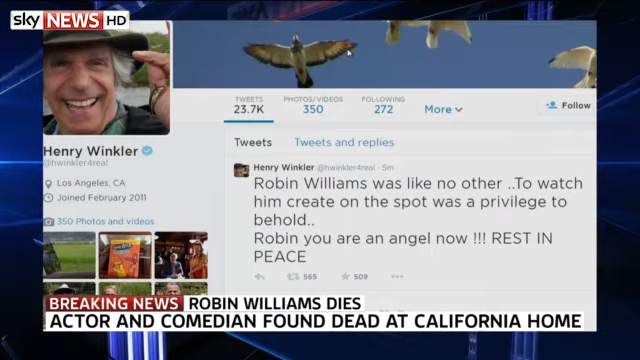 sky NEWS HD
TWEETS PHOTOS/VIDEOS FOLLOWING
23.7K 350 272 More Follow
Henry Winkler
@hwinkler4real
Los Angeles, CA
Joined February 2011
350 Photos and videos
Tweets Tweets and replies
Henry Winkler @hwinkler4real · 5m
Robin Williams was like no other ..To watch
him create on the spot was a privilege to
behold..
Robin you are an angel now !!! REST IN
PEACE
565 509
BREAKING NEWS ROBIN WILLIAMS DIES
ACTOR AND COMEDIAN FOUND DEAD AT CALIFORNIA HOME